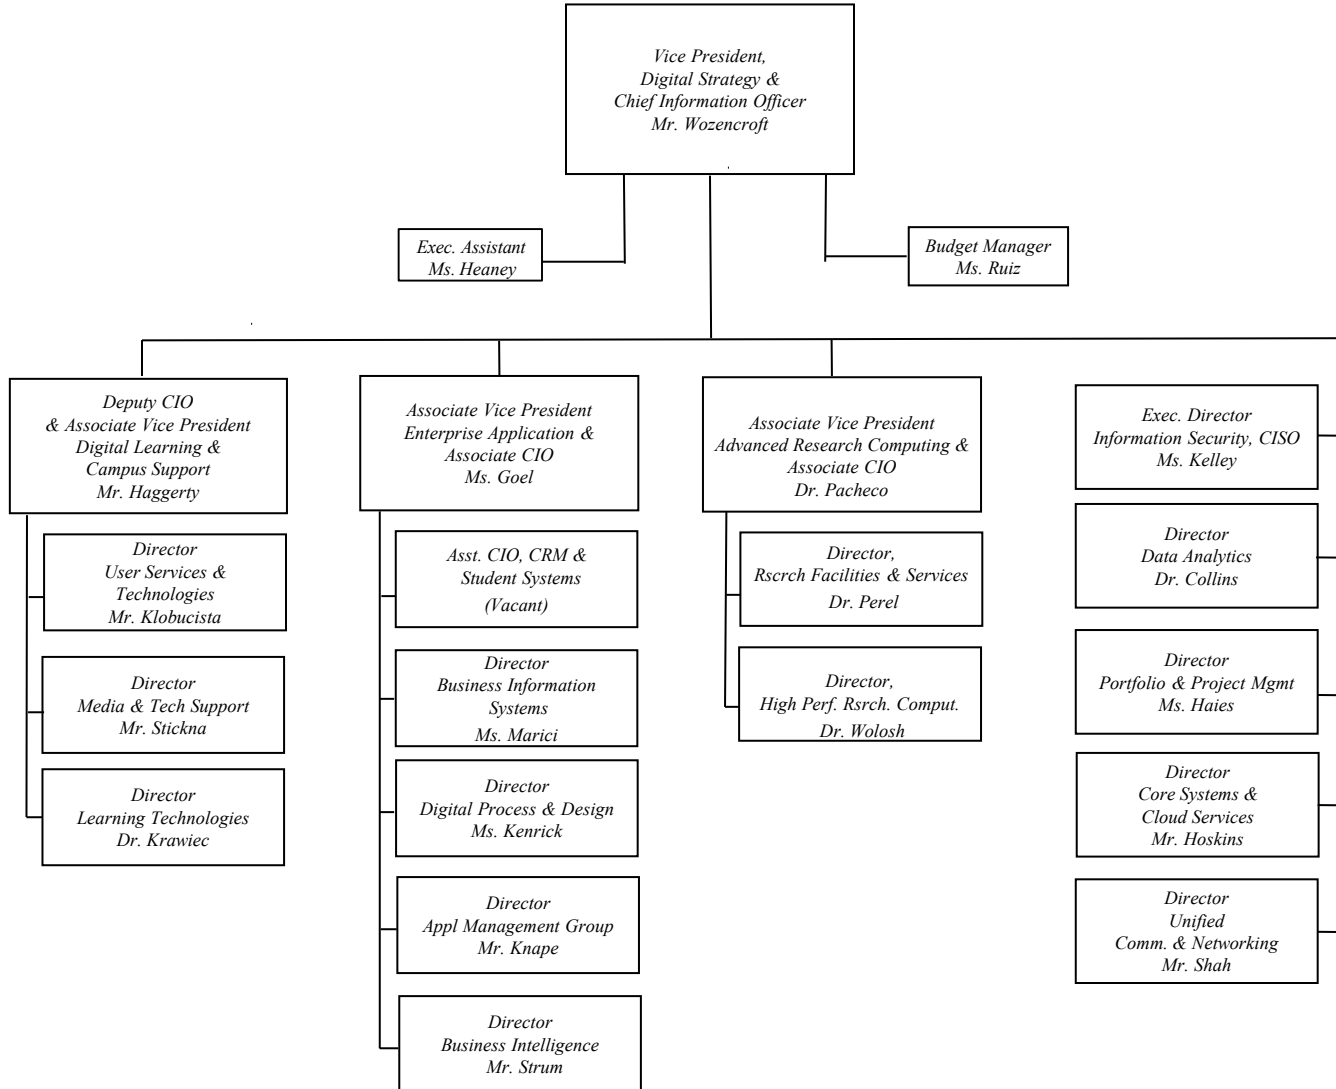 Vice President,
Digital Strategy &
Chief Information Officer
Mr. Wozencroft
Exec. Assistant
Ms. Heaney
Budget Manager
Ms. Ruiz
Deputy CIO
& Associate Vice President
Digital Learning &
Campus Support
Mr. Haggerty
Director
User Services &
Technologies
Mr. Klobucista
Director
Media & Tech Support
Mr. Stickna
Director
Learning Technologies
Dr. Krawiec
Associate Vice President
Enterprise Application &
Associate CIO
Ms. Goel
Asst. CIO, CRM &
Student Systems
(Vacant)
Director
Business Information
Systems
Ms. Marici
Director
Digital Process & Design
Ms. Kenrick
Director
Appl Management Group
Mr. Knape
Director
Business Intelligence
Mr. Strum
Associate Vice President
Advanced Research Computing &
Associate CIO
Dr. Pacheco
Director,
Rscrch Facilities & Services
Dr. Perel
Director,
High Perf. Rsrch. Comput.
Dr. Wolosh
Exec. Director
Information Security, CISO
Ms. Kelley
Director
Data Analytics
Dr. Collins
Director
Portfolio & Project Mgmt
Ms. Haies
Director
Core Systems &
Cloud Services
Mr. Hoskins
Director
Unified
Comm. & Networking
Mr. Shah